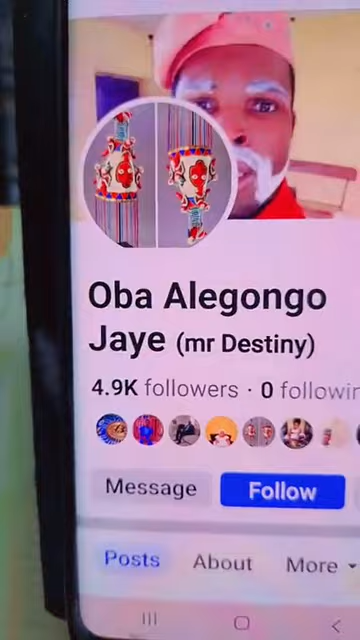 Oba Alegongo
Jaye (mr Destiny)
4.9K followers · 0 followin
Message
Follow
Posts About More